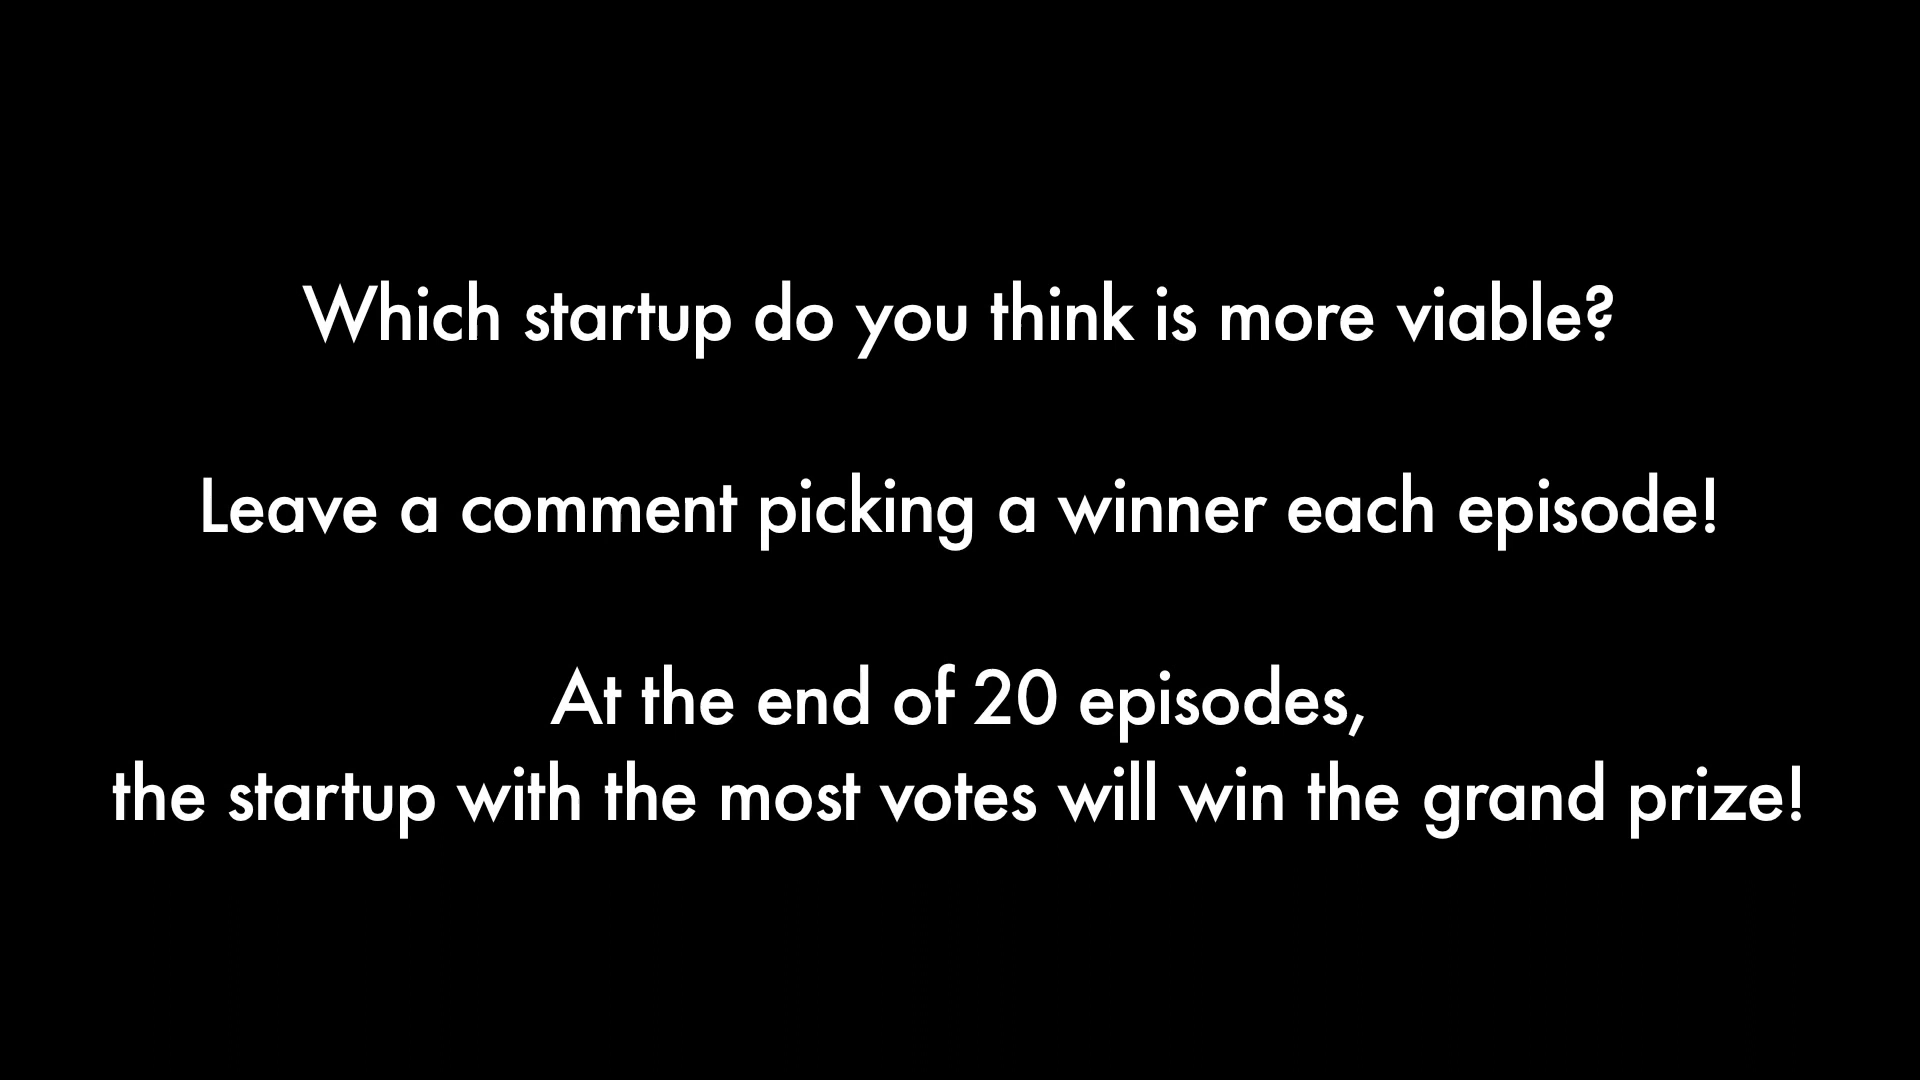 Which startup do you think is more viable?
Leave a comment picking a winner each episode!
At the end of 20 episodes,
the startup with the most votes will win the grand prize!